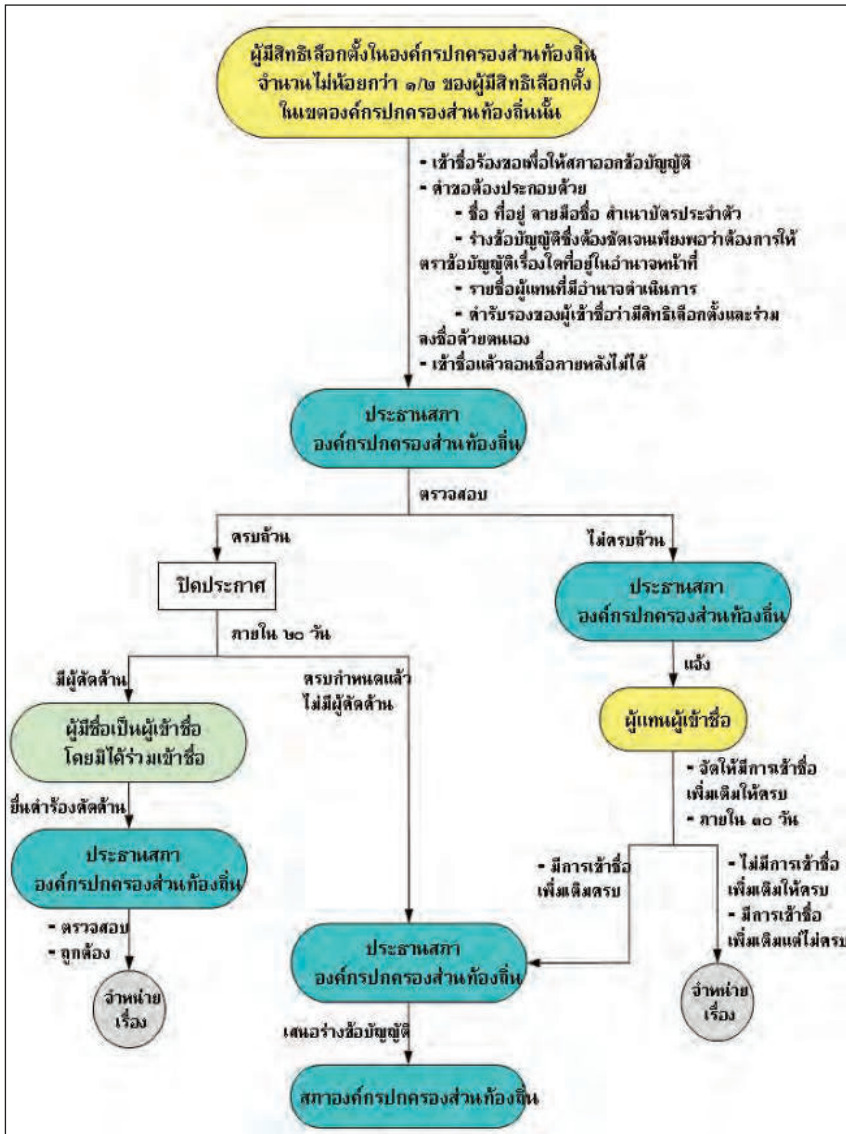 ผู้มีสิทธิเลือกตั้งในองค์กรปกครองส่วนท้องถิ่น
จำนวนไม่น้อยกว่า ๑/๒ ของผู้มีสิทธิเลือกตั้ง
ในเขตองค์กรปกครองส่วนท้องถิ่นนั้น
- เข้าชื่อร้องขอเพื่อให้สภาออกข้อบัญญัติ
- คำขอต้องประกอบด้วย
- ชื่อ ที่อยู่ ลายมือชื่อ สำเนาบัตรประจำตัว
- ร่างข้อบัญญัติซึ่งต้องชัดเจนเพียงพอว่าต้องการให้
ตราข้อบัญญัติเรื่องใดที่อยู่ในอำนาจหน้าที่
- รายชื่อผู้แทนที่มีอำนาจดำเนินการ
- คำรับรองของผู้เข้าชื่อว่ามีสิทธิเลือกตั้งและร่วม
ลงชื่อด้วยตนเอง
- เข้าชื่อแล้วถอนชื่อภายหลังไม่ได้
ประธานสภา
องค์กรปกครองส่วนท้องถิ่น
ตรวจสอบ
ครบถ้วน
ไม่ครบถ้วน
ปิดประกาศ
ประธานสภา
องค์กรปกครองส่วนท้องถิ่น
ภายใน ๒๐ วัน
แจ้ง
มีผู้คัดค้าน
ครบกำหนดแล้ว
ไม่มีผู้คัดค้าน
ผู้มีชื่อเป็นผู้เข้าชื่อ
โดยมิได้ร่วมเข้าชื่อ
ผู้แทนผู้เข้าชื่อ
- จัดให้มีการเข้าชื่อ
เพิ่มเติมให้ครบ
- ภายใน ๓๐ วัน
ยื่นคำร้องคัดค้าน
ประธานสภา
องค์กรปกครองส่วนท้องถิ่น
- มีการเข้าชื่อ
เพิ่มเติมครบ
- ไม่มีการเข้าชื่อ
เพิ่มเติมให้ครบ
- มีการเข้าชื่อ
เพิ่มเติมแต่ไม่ครบ
- ตรวจสอบ
- ถูกต้อง
ประธานสภา
องค์กรปกครองส่วนท้องถิ่น
จำหน่าย
เรื่อง
จำหน่าย
เรื่อง
เสนอร่างข้อบัญญัติ
สภาองค์กรปกครองส่วนท้องถิ่น